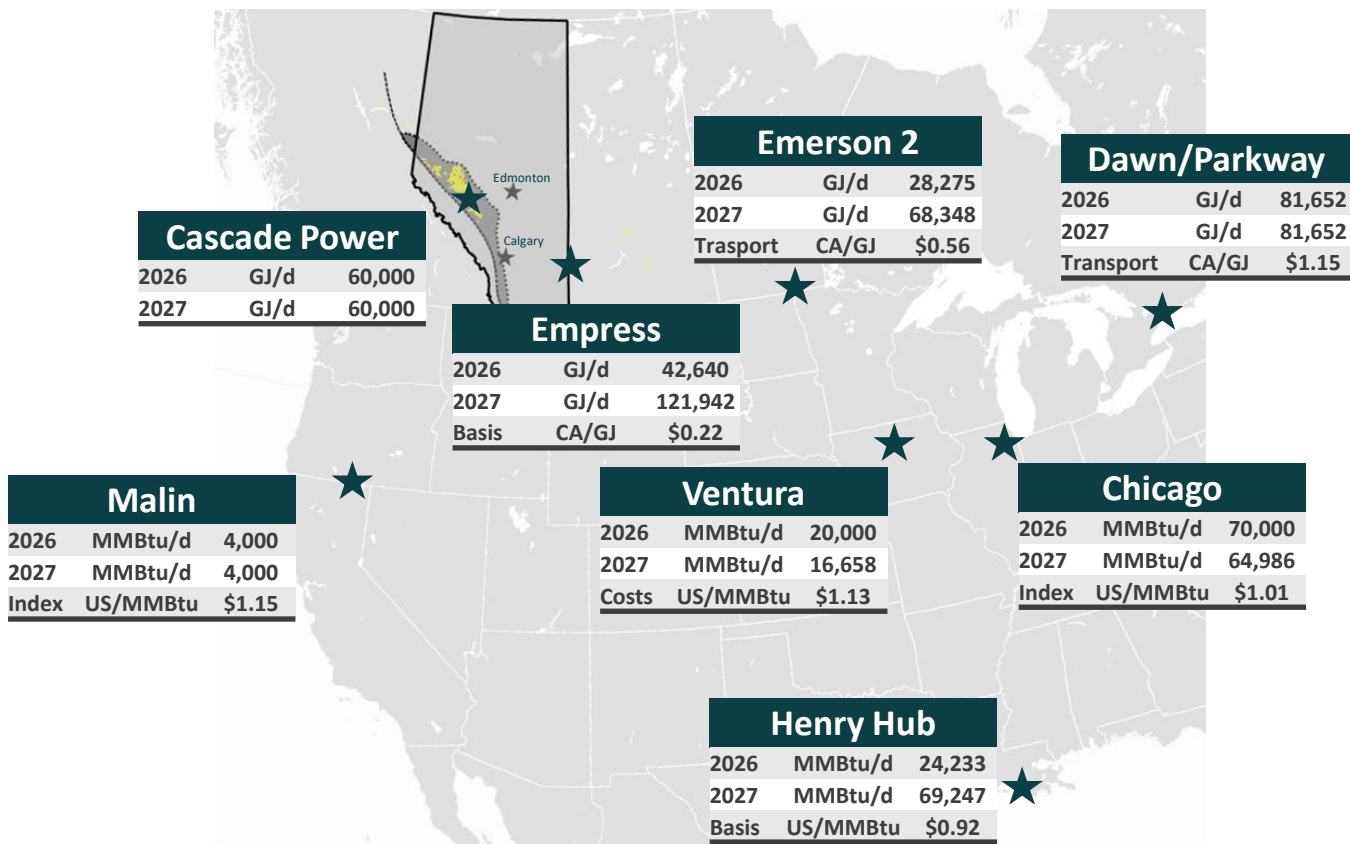 Emerson 2
2026 GJ/d 28,275
2027 GJ/d 68,348
Trasport CA/GJ $0.56
Dawn/Parkway
2026 GJ/d 81,652
2027 GJ/d 81,652
Transport CA/GJ $1.15
Edmonton
Calgary
Cascade Power
2026 GJ/d 60,000
2027 GJ/d 60,000
Empress
2026 GJ/d 42,640
2027 GJ/d 121,942
Basis CA/GJ $0.22
Malin
2026 MMBtu/d 4,000
2027 MMBtu/d 4,000
Index US/MMBtu $1.15
Ventura
2026 MMBtu/d 20,000
2027 MMBtu/d 16,658
Costs US/MMBtu $1.13
Chicago
2026 MMBtu/d 70,000
2027 MMBtu/d 64,986
Index US/MMBtu $1.01
Henry Hub
2026 MMBtu/d 24,233
2027 MMBtu/d 69,247
Basis US/MMBtu $0.92